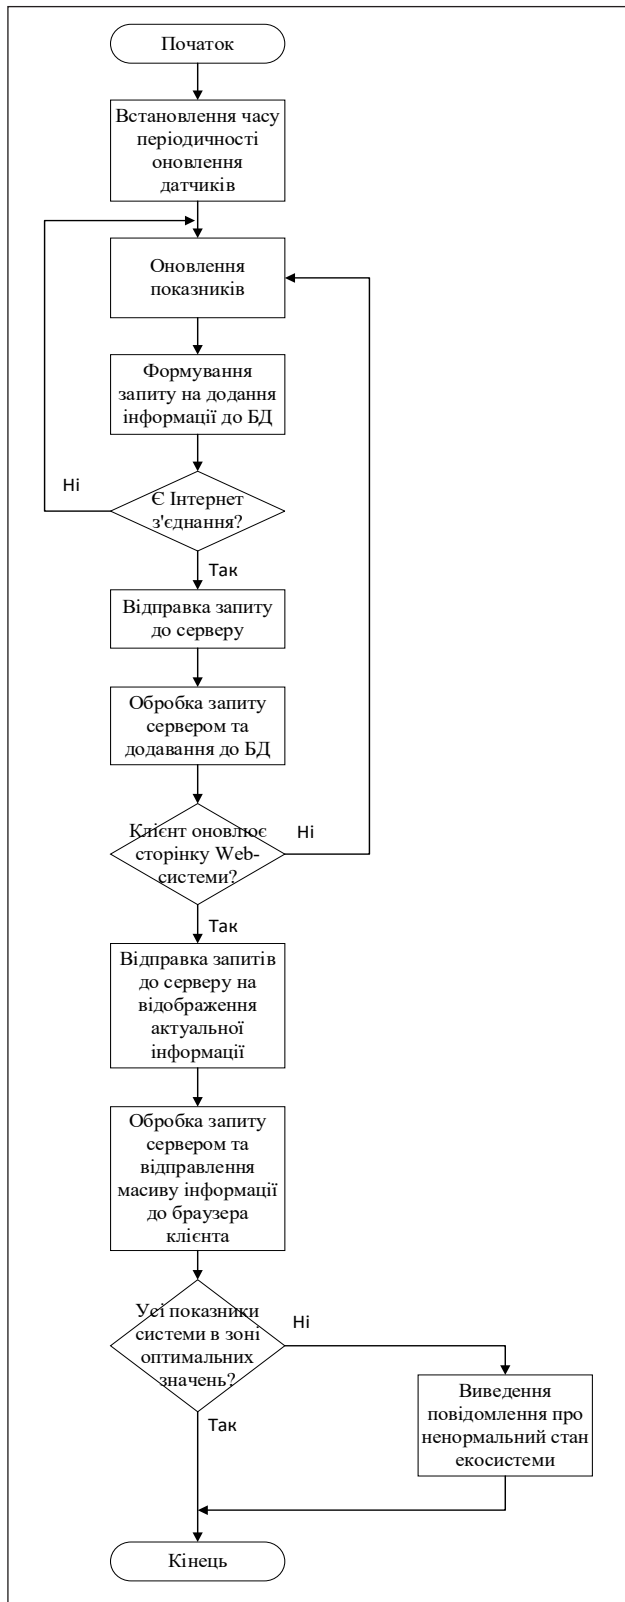 Початок
Встановлення часу
періодичності
оновлення
датчиків
Оновлення
показників
Формування
запиту на додання
інформації до БД
Ні
Є Інтернет
з'єднання?
Так
Відправка запиту
до серверу
Обробка запиту
сервером та
додавання до БД
Клієнт оновлює
сторінку Web-
системи?
Ні
Так
Відправка запитів
до серверу на
відображення
актуальної
інформації
Обробка запиту
сервером та
відправлення
масиву інформації
до браузера
клієнта
Усі показники
системи в зоні
оптимальних
значень?
Ні
Так
Виведення
повідомлення про
ненормальний стан
екосистеми
Кінець